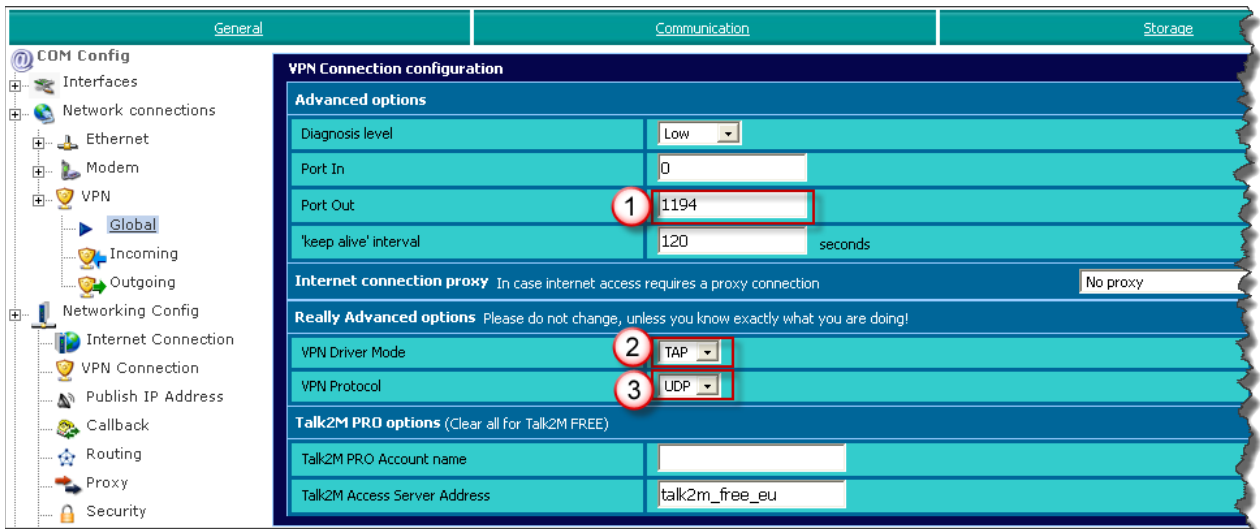 General Communication Storage
COM Config
Interfaces
Network connections
Ethernet
Modem
VPN
Global
Incoming
Outgoing
Networking Config
Internet Connection
VPN Connection
Publish IP Address
Callback
Routing
Proxy
Security
VPN Connection configuration
Advanced options
Diagnosis level Low
Port In 0
Port Out 1 1194
'keep alive' interval 120 seconds
Internet connection proxy In case internet access requires a proxy connection No proxy
Really Advanced options Please do not change, unless you know exactly what you are doing!
VPN Driver Mode 2 TAP
VPN Protocol 3 UDP
Talk2M PRO options (Clear all for Talk2M FREE)
Talk2M PRO Account name
Talk2M Access Server Address talk2m_free_eu